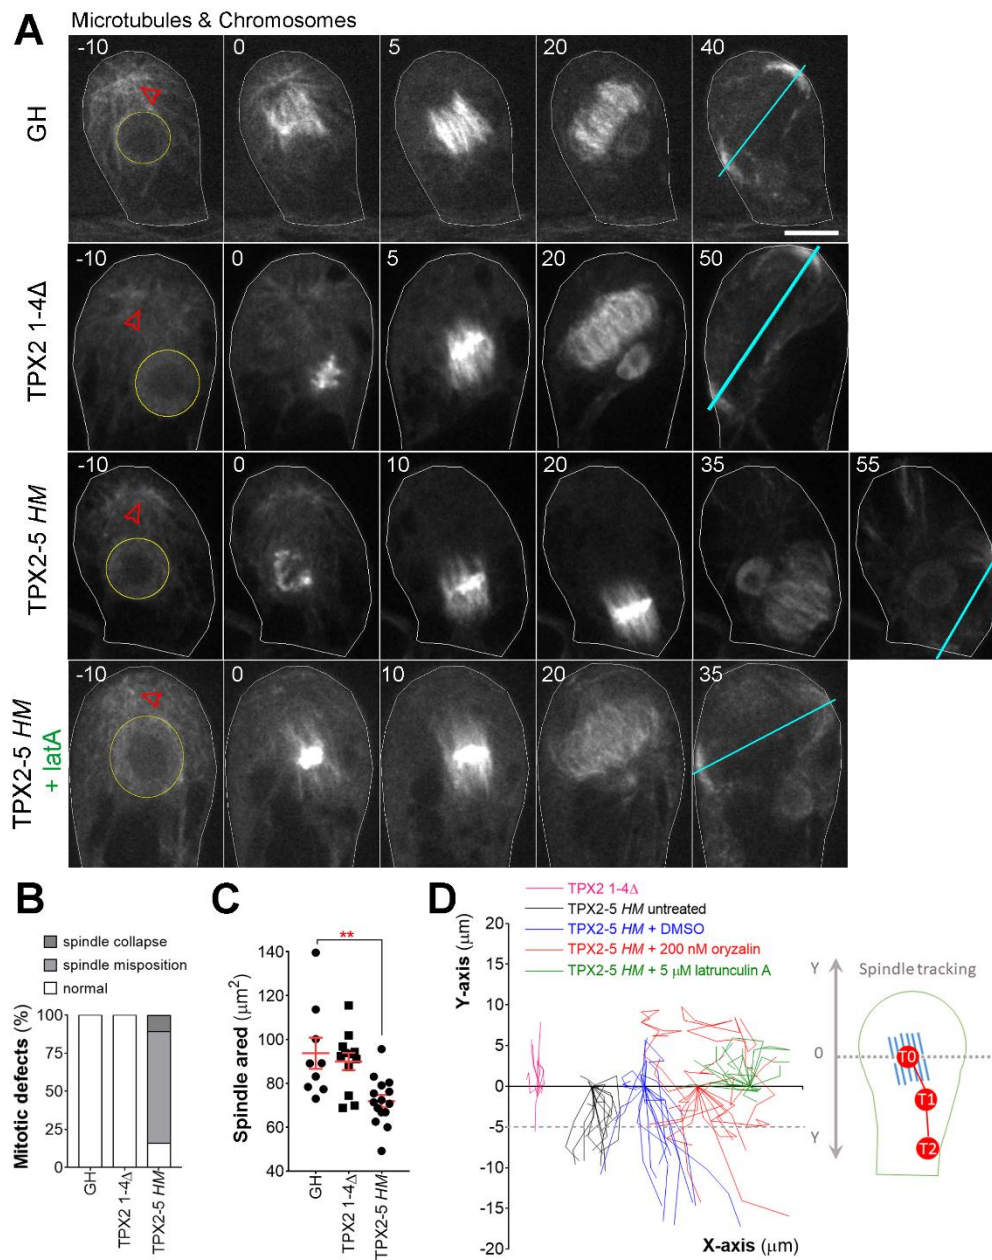 A
Microtubules & Chromosomes
GH
-10
0
5
20
40
TPX2 1-4Δ
-10
0
5
20
50
TPX2-5 HM
-10
0
10
20
35
55
TPX2-5 HM
+ latA
-10
0
10
20
35
B
spindle collapse
spindle misposition
normal
Mitotic defects (%)
100
75
50
25
0
GH
TPX2 1-4Δ
TPX2-5 HM
C
**
Spindle ared (μm2)
140
120
100
80
60
40
GH
TPX2 1-4Δ
TPX2-5 HM
D
TPX2 1-4Δ
TPX2-5 HM untreated
TPX2-5 HM + DMSO
TPX2-5 HM + 200 nM oryzalin
TPX2-5 HM + 5 μM latrunculin A
Y-axis (μm)
20
15
10
5
0
-5
-10
-15
-20
X-axis (μm)
Spindle tracking
Y
0
Y
T0
T1
T2